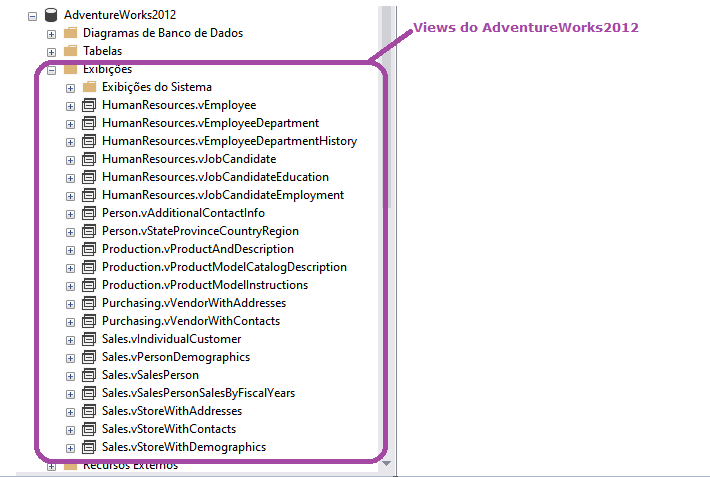 AdventureWorks2012
Views do AdventureWorks2012
Diagramas de Banco de Dados
Tabelas
Exibições
Exibições do Sistema
HumanResources.vEmployee
HumanResources.vEmployeeDepartment
HumanResources.vEmployeeDepartmentHistory
HumanResources.vJobCandidate
HumanResources.vJobCandidateEducation
HumanResources.vJobCandidateEmployment
Person.vAdditionalContactInfo
Person.vStateProvinceCountryRegion
Production.vProductAndDescription
Production.vProductModelCatalogDescription
Production.vProductModelInstructions
Purchasing.vVendorWithAddresses
Purchasing.vVendorWithContacts
Sales.vIndividualCustomer
Sales.vPersonDemographics
Sales.vSalesPerson
Sales.vSalesPersonSalesByFiscalYears
Sales.vStoreWithAddresses
Sales.vStoreWithContacts
Sales.vStoreWithDemographics
Recursos Externos